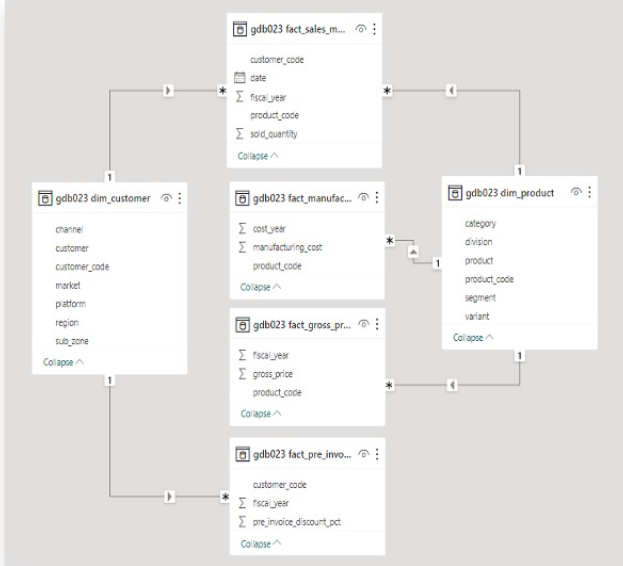 gdb023 fact_sales_m...
customer_code
date
fiscal_year
product_code
sold_quantity
Collapse
gdb023 dim_customer
channel
customer
customer_code
market
platform
region
sub_zone
Collapse
gdb023 fact_manufac...
cost_year
manufacturing_cost
product_code
Collapse
gdb023 dim_product
category
division
product
product_code
segment
variant
Collapse
gdb023 fact_gross_pr...
fiscal_year
gross_price
product_code
Collapse
gdb023 fact_pre_invo...
customer_code
fiscal_year
pre_invoice_discount_pct
Collapse
* *
1 1
* 1
1 1
*
*